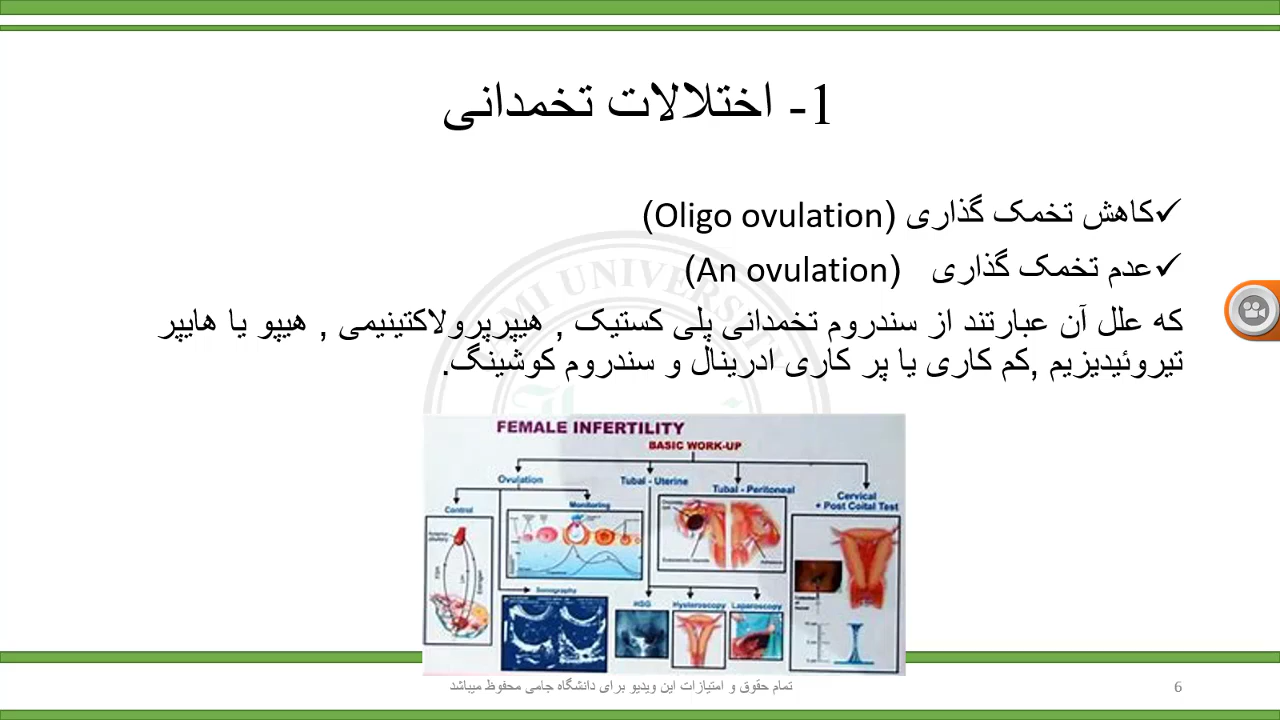 1- اختلالات تخمدانی
✓کاهش تخمک گذاری (Oligo ovulation)
✓عدم تخمک گذاری (An ovulation)
که علل آن عبارتند از سندروم تخمدانی پلی کستیک , هیپرپرولاکتینیمی , هیپو یا هایپر
تیروئیدیزیم ,کم کاری یا پر کاری ادرینال و سندروم کوشینگ.
FEMALE INFERTILITY
BASIC WORK-UP
Ovulation
Tubal - Uterine
Tubal - Peritoneal
Cervical
+ Post Coital Test
Control
Monitoring
Sonography
HSG
Hysteroscopy
Laparoscopy
تمام حقوق و امتیازات این ویدیو برای دانشگاه جامی محفوظ میباشد
6